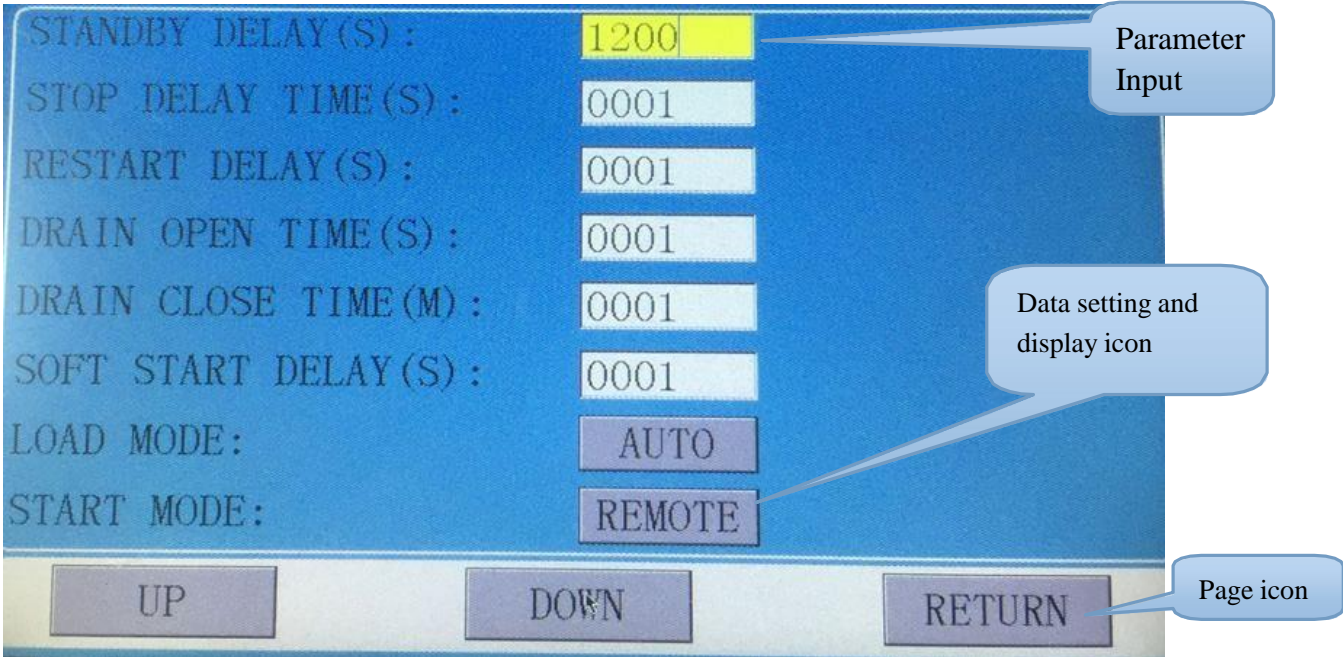 STANDBY DELAY(S): 1200
Parameter
Input
STOP DELAY TIME(S): 0001
RESTART DELAY(S): 0001
DRAIN OPEN TIME(S): 0001
DRAIN CLOSE TIME(M): 0001
Data setting and
display icon
SOFT START DELAY(S): 0001
LOAD MODE: AUTO
START MODE: REMOTE
UP DOWN RETURN
Page icon